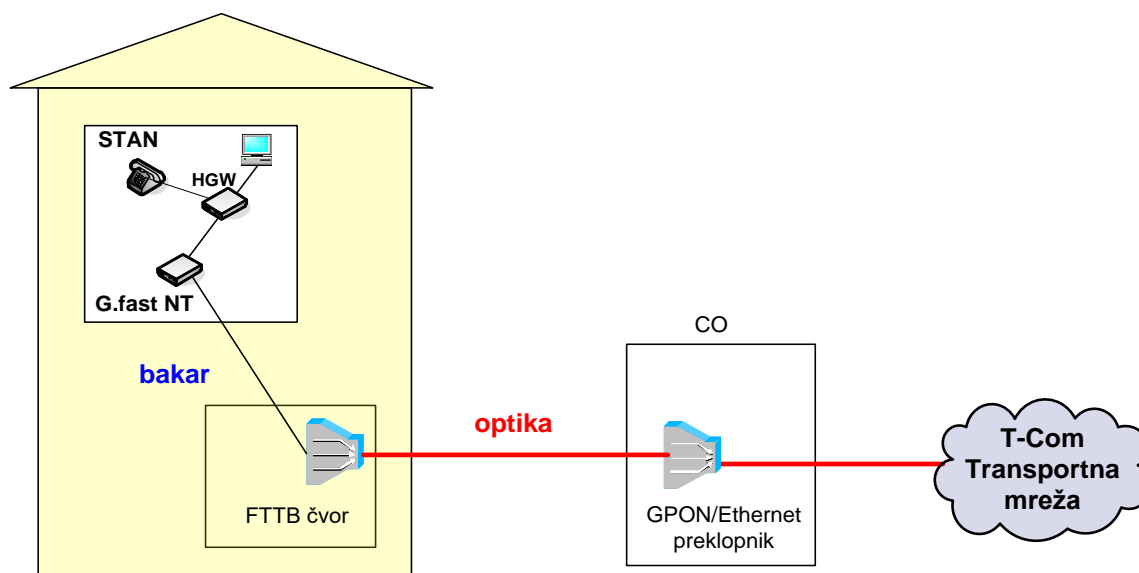 STAN
HGW
G.fast NT
bakar
FTTB čvor
optika
CO
GPON/Ethernet
preklopnik
T-Com
Transportna
mreža